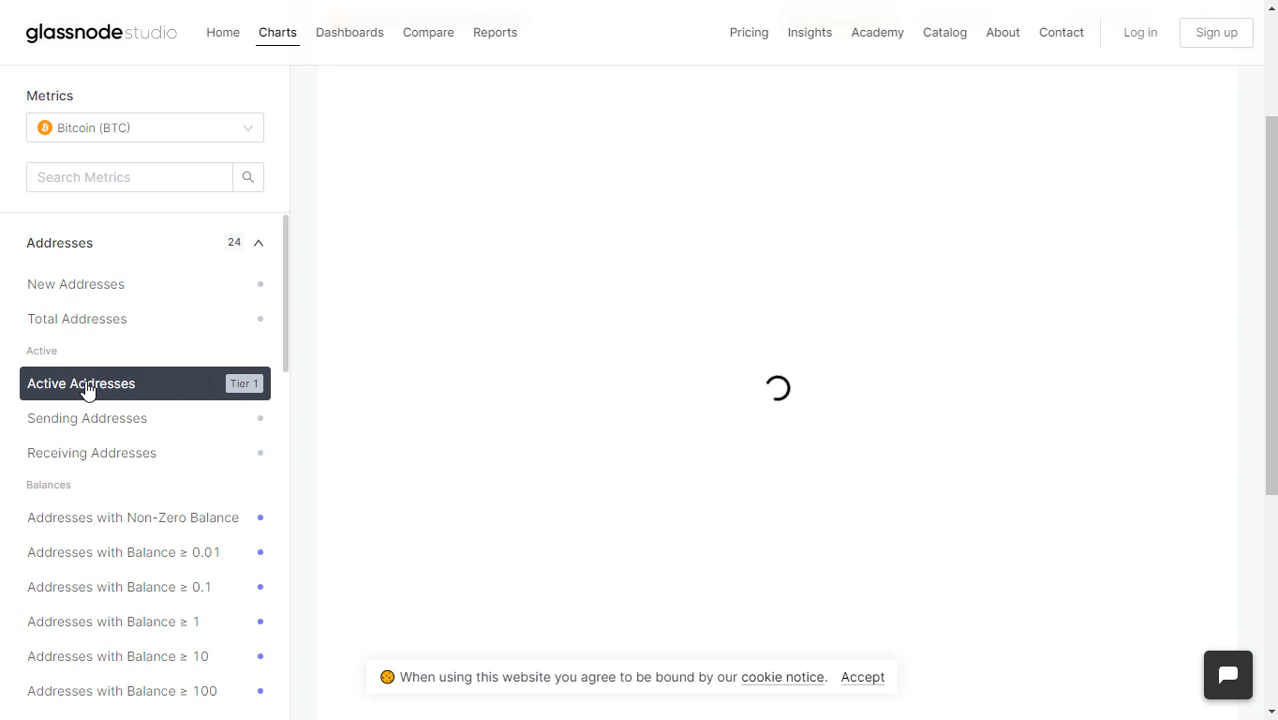 glassnodestudio
Home
Charts
Dashboards
Compare
Reports
Pricing
Insights
Academy
Catalog
About
Contact
Log in
Sign up
Metrics
Bitcoin (BTC)
Search Metrics
Addresses 24
New Addresses
Total Addresses
Active
Active Addresses Tier 1
Sending Addresses
Receiving Addresses
Balances
Addresses with Non-Zero Balance
Addresses with Balance ≥ 0.01
Addresses with Balance ≥ 0.1
Addresses with Balance ≥ 1
Addresses with Balance ≥ 10
Addresses with Balance ≥ 100
When using this website you agree to be bound by our cookie notice. Accept